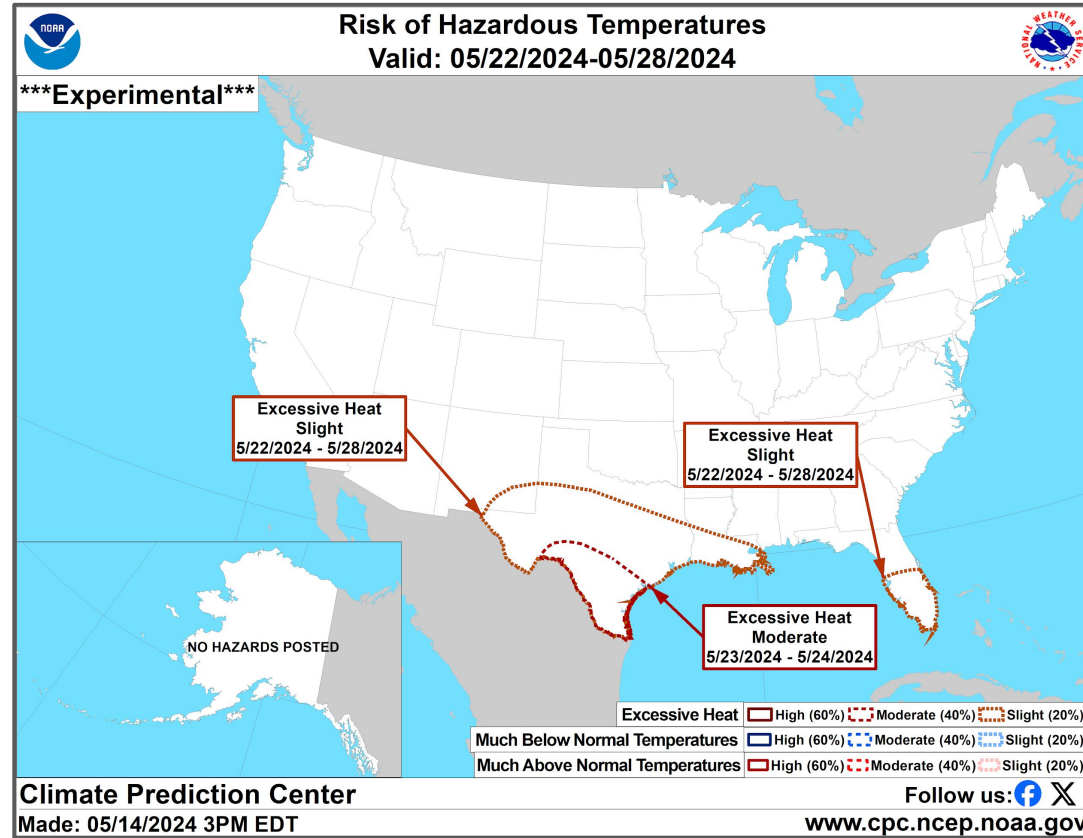 NOAA
Risk of Hazardous Temperatures
Valid: 05/22/2024-05/28/2024
NATIONAL WEATHER SERVICE
***Experimental***
Excessive Heat
Slight
5/22/2024 - 5/28/2024
Excessive Heat
Slight
5/22/2024 - 5/28/2024
Excessive Heat
Moderate
5/23/2024 - 5/24/2024
NO HAZARDS POSTED
Excessive Heat High (60%) Moderate (40%) Slight (20%)
Much Below Normal Temperatures High (60%) Moderate (40%) Slight (20%)
Much Above Normal Temperatures High (60%) Moderate (40%) Slight (20%)
Climate Prediction Center
Follow us:
Made: 05/14/2024 3PM EDT
www.cpc.ncep.noaa.gov